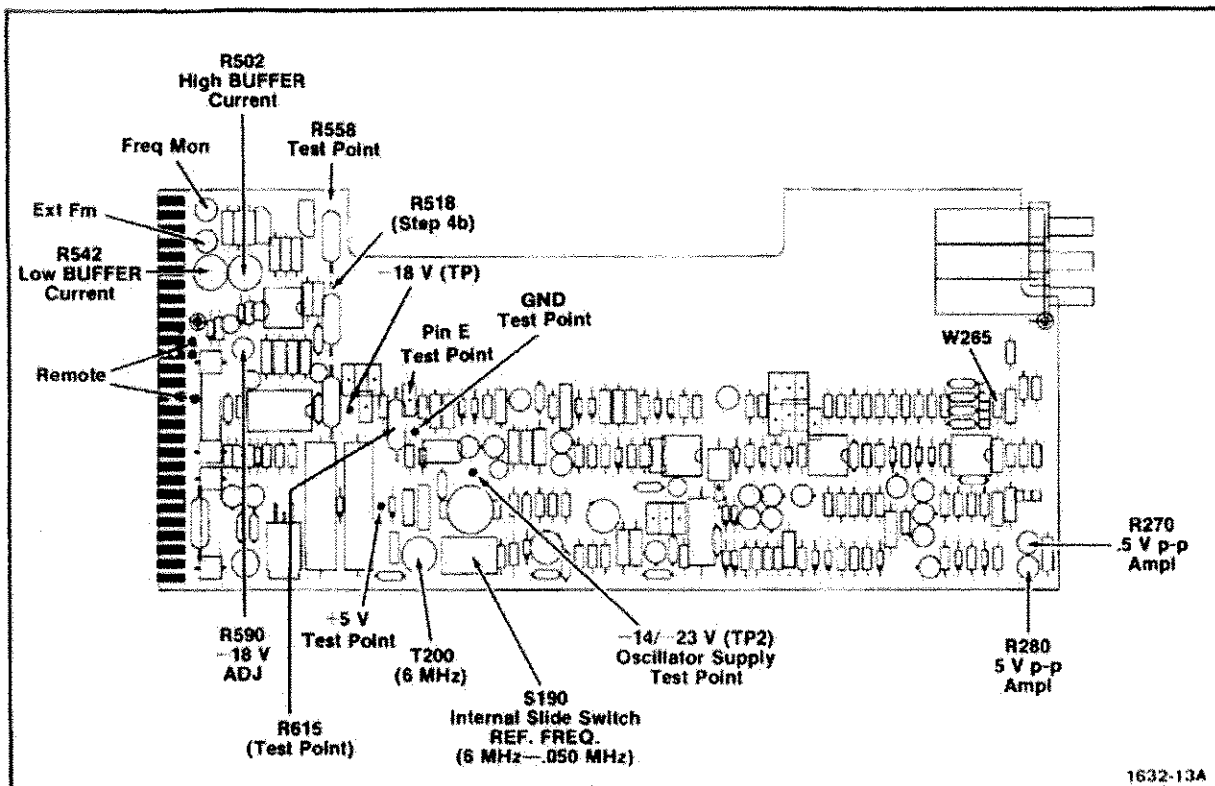 R502
High BUFFER
Current
R558
Test Point
Freq Mon
R518
(Step 4b)
Ext Fm
R542
Low BUFFER
Current
−18 V (TP)
GND
Test Point
Pin E
Test Point
W265
Remote
R270
.5 V p-p
Ampl
R590
−18 V
ADJ
+5 V
Test Point
T200
(6 MHz)
−14/−23 V (TP2)
Oscillator Supply
Test Point
R280
5 V p-p
Ampl
R615
(Test Point)
S190
Internal Slide Switch
REF. FREQ.
(6 MHz—.050 MHz)
1632-13A